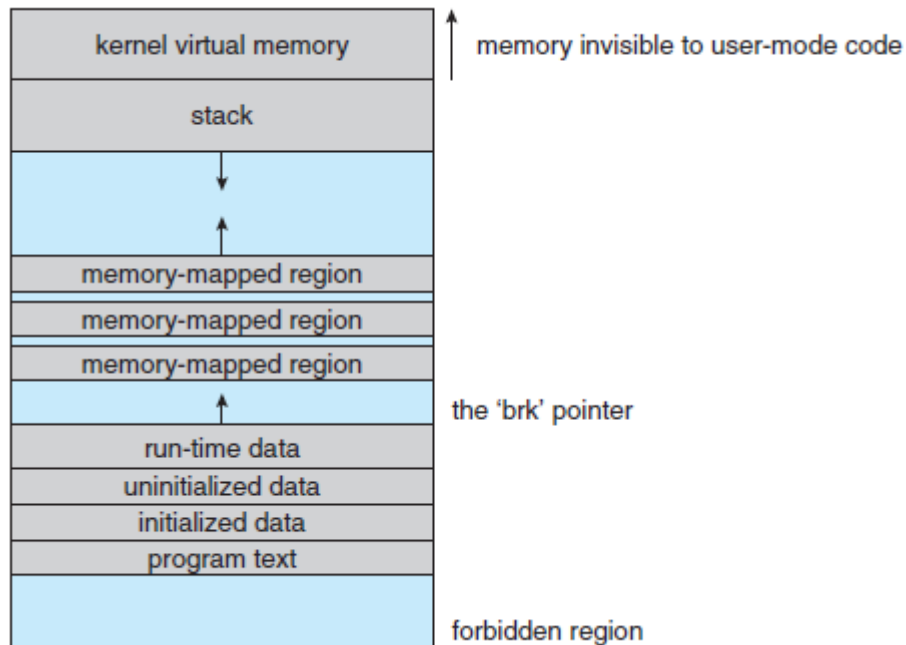 kernel virtual memory
memory invisible to user-mode code
stack
memory-mapped region
memory-mapped region
memory-mapped region
the ‘brk’ pointer
run-time data
uninitialized data
initialized data
program text
forbidden region